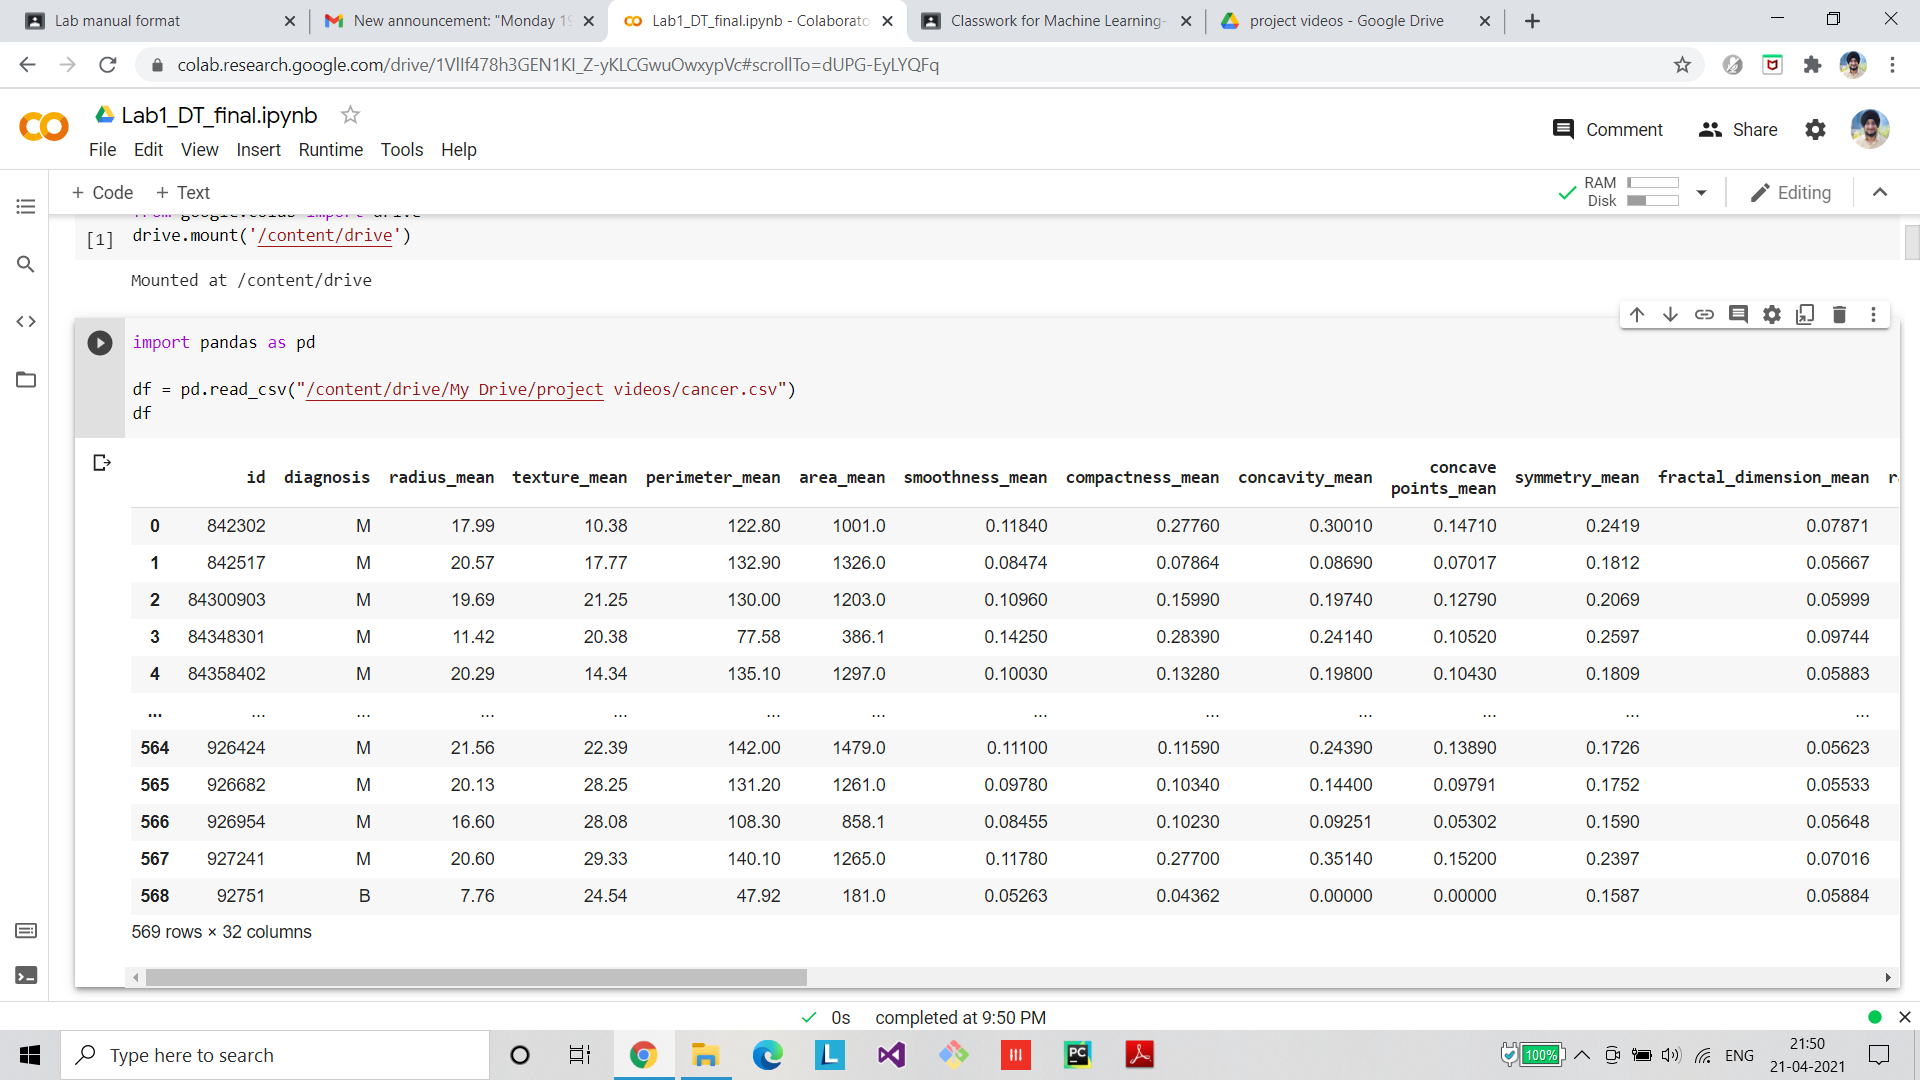 Lab manual format
New announcement: "Monday 19
Lab1_DT_final.ipynb - Colaborato
Classwork for Machine Learning-
project videos - Google Drive
colab.research.google.com/drive/1VlIf478h3GEN1KI_Z-yKLCGwuOwxypVc#scrollTo=dUPG-EyLYQFq
Lab1_DT_final.ipynb
Comment Share
File Edit View Insert Runtime Tools Help
+ Code + Text
RAM
Disk
Editing
from google.colab import drive
[1] drive.mount('/content/drive')
Mounted at /content/drive
import pandas as pd
df = pd.read_csv("/content/drive/My Drive/project videos/cancer.csv")
df
id diagnosis radius_mean texture_mean perimeter_mean area_mean smoothness_mean compactness_mean concavity_mean concave points_mean symmetry_mean fractal_dimension_mean
0 842302 M 17.99 10.38 122.80 1001.0 0.11840 0.27760 0.30010 0.14710 0.2419 0.07871
1 842517 M 20.57 17.77 132.90 1326.0 0.08474 0.07864 0.08690 0.07017 0.1812 0.05667
2 84300903 M 19.69 21.25 130.00 1203.0 0.10960 0.15990 0.19740 0.12790 0.2069 0.05999
3 84348301 M 11.42 20.38 77.58 386.1 0.14250 0.28390 0.24140 0.10520 0.2597 0.09744
4 84358402 M 20.29 14.34 135.10 1297.0 0.10030 0.13280 0.19800 0.10430 0.1809 0.05883
... ... ... ... ... ... ... ... ... ... ... ... ...
564 926424 M 21.56 22.39 142.00 1479.0 0.11100 0.11590 0.24390 0.13890 0.1726 0.05623
565 926682 M 20.13 28.25 131.20 1261.0 0.09780 0.10340 0.14400 0.09791 0.1752 0.05533
566 926954 M 16.60 28.08 108.30 858.1 0.08455 0.10230 0.09251 0.05302 0.1590 0.05648
567 927241 M 20.60 29.33 140.10 1265.0 0.11780 0.27700 0.35140 0.15200 0.2397 0.07016
568 92751 B 7.76 24.54 47.92 181.0 0.05263 0.04362 0.00000 0.00000 0.1587 0.05884
569 rows × 32 columns
0s completed at 9:50 PM
Type here to search
100%
ENG
21:50
21-04-2021